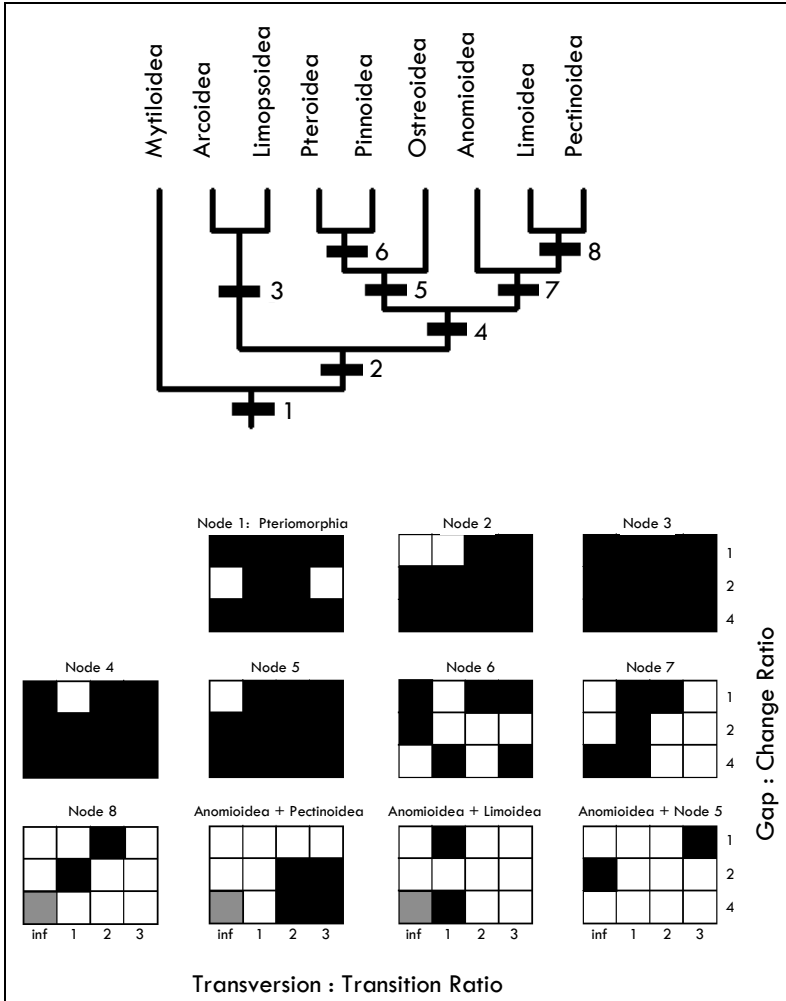 Mytiloidea
Arcoidea
Limopsoidea
Pteroidea
Pinnoidea
Ostreoidea
Anomioidea
Limoidea
Pectinoidea
6
8
3
5
7
4
2
1
Node 1: Pteriomorphia
Node 2
Node 3
1
2
4
Node 4
Node 5
Node 6
Node 7
1
2
4
Node 8
Anomioidea + Pectinoidea
Anomioidea + Limoidea
Anomioidea + Node 5
1
2
4
inf 1 2 3
inf 1 2 3
inf 1 2 3
inf 1 2 3
Gap : Change Ratio
Transversion : Transition Ratio